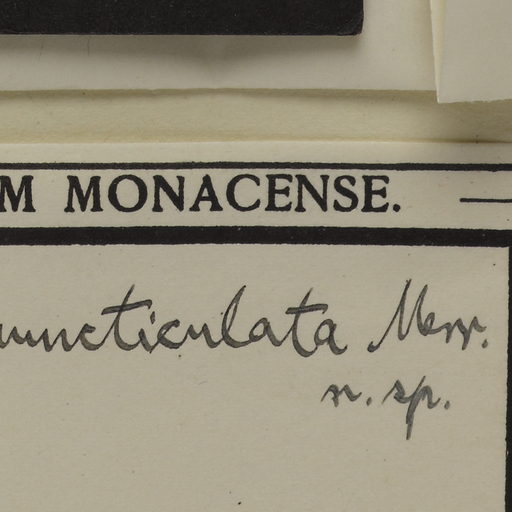 M MONACENSE.
uncticulata Merr.
n. sp.